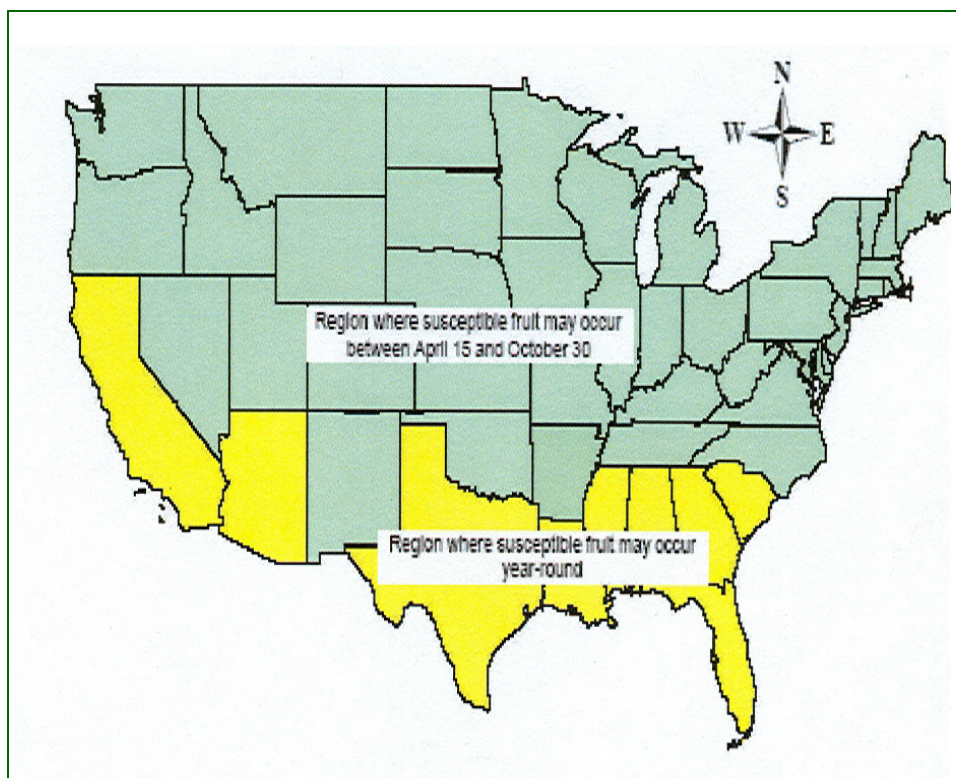 N
W E
S
Region where susceptible fruit may occur
between April 15 and October 30
Region where susceptible fruit may occur
year-round